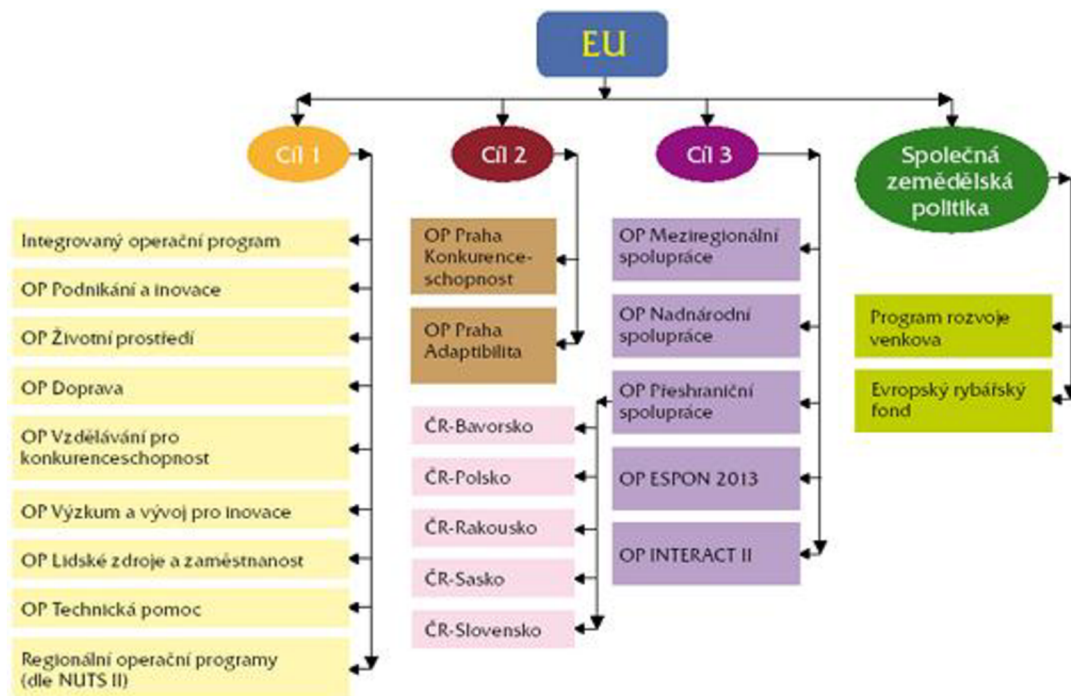 EU
Cíl 1
Integrovaný operační program
OP Podnikání a inovace
OP Životní prostředí
OP Doprava
OP Vzdělávání pro
konkurenceschopnost
OP Výzkum a vývoj pro inovace
OP Lidské zdroje a zaměstnanost
OP Technická pomoc
Regionální operační programy
(dle NUTS II)
Cíl 2
OP Praha
Konkurence-
schopnost
OP Praha
Adaptibilita
Cíl 3
OP Meziregionální
spolupráce
OP Nadnárodní
spolupráce
OP Přeshraniční
spolupráce
ČR-Bavorsko
ČR-Polsko
ČR-Rakousko
ČR-Sasko
ČR-Slovensko
OP ESPON 2013
OP INTERACT II
Společná
zemědělská
politika
Program rozvoje
venkova
Evropský rybářský
fond